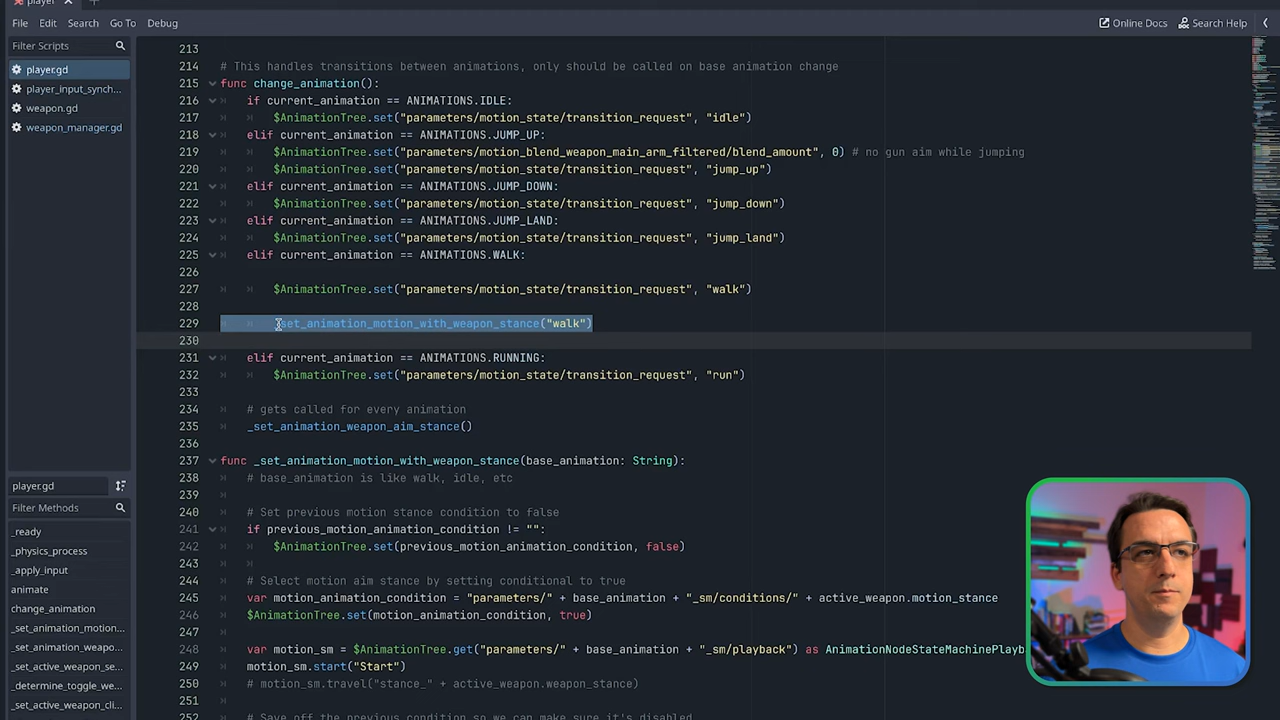 player
File Edit Search Go To Debug
Online Docs Search Help
Filter Scripts
player.gd
player_input_synch...
weapon.gd
weapon_manager.gd
player.gd
Filter Methods
_ready
_physics_process
_apply_input
animate
change_animation
_set_animation_motion...
_set_animation_weapo...
_set_active_weapon_se...
_determine_toggle_we...
_set_active_weapon_cli...
213
214 # This handles transitions between animations, only should be called on base animation change
215 func change_animation():
216 if current_animation == ANIMATIONS.IDLE:
217 $AnimationTree.set("parameters/motion_state/transition_request", "idle")
218 elif current_animation == ANIMATIONS.JUMP_UP:
219 $AnimationTree.set("parameters/motion_blend_weapon_main_arm_filtered/blend_amount", 0) # no gun aim while jumping
220 $AnimationTree.set("parameters/motion_state/transition_request", "jump_up")
221 elif current_animation == ANIMATIONS.JUMP_DOWN:
222 $AnimationTree.set("parameters/motion_state/transition_request", "jump_down")
223 elif current_animation == ANIMATIONS.JUMP_LAND:
224 $AnimationTree.set("parameters/motion_state/transition_request", "jump_land")
225 elif current_animation == ANIMATIONS.WALK:
226
227 $AnimationTree.set("parameters/motion_state/transition_request", "walk")
228
229 _set_animation_motion_with_weapon_stance("walk")
230
231 elif current_animation == ANIMATIONS.RUNNING:
232 $AnimationTree.set("parameters/motion_state/transition_request", "run")
233
234 # gets called for every animation
235 _set_animation_weapon_aim_stance()
236
237 func _set_animation_motion_with_weapon_stance(base_animation: String):
238 # base_animation is like walk, idle, etc
239
240 # Set previous motion stance condition to false
241 if previous_motion_animation_condition != "":
242 $AnimationTree.set(previous_motion_animation_condition, false)
243
244 # Select motion aim stance by setting conditional to true
245 var motion_animation_condition = "parameters/" + base_animation + "_sm/conditions/" + active_weapon.motion_stance
246 $AnimationTree.set(motion_animation_condition, true)
247
248 var motion_sm = $AnimationTree.get("parameters/" + base_animation + "_sm/playback") as AnimationNodeStateMachinePlayb
249 motion_sm.start("Start")
250 # motion_sm.travel("stance_" + active_weapon.weapon_stance)
251
252 # Save off the previous condition so we can make sure it's disabled